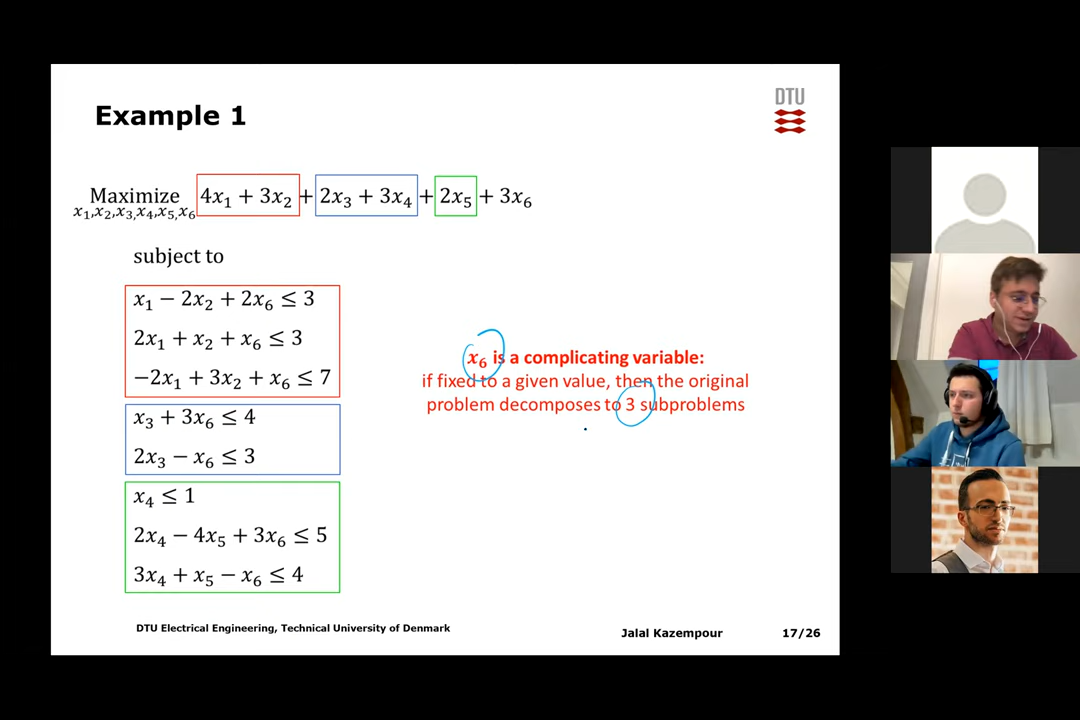 Example 1
DTU
Maximize 4x₁ + 3x₂ + 2x₃ + 3x₄ + 2x₅ + 3x₆
x₁,x₂,x₃,x₄,x₅,x₆
subject to
x₁ − 2x₂ + 2x₆ ≤ 3
2x₁ + x₂ + x₆ ≤ 3
−2x₁ + 3x₂ + x₆ ≤ 7
x₃ + 3x₆ ≤ 4
2x₃ − x₆ ≤ 3
x₄ ≤ 1
2x₄ − 4x₅ + 3x₆ ≤ 5
3x₄ + x₅ − x₆ ≤ 4
x₆ is a complicating variable:
if fixed to a given value, then the original
problem decomposes to 3 subproblems
DTU Electrical Engineering, Technical University of Denmark
Jalal Kazempour
17/26